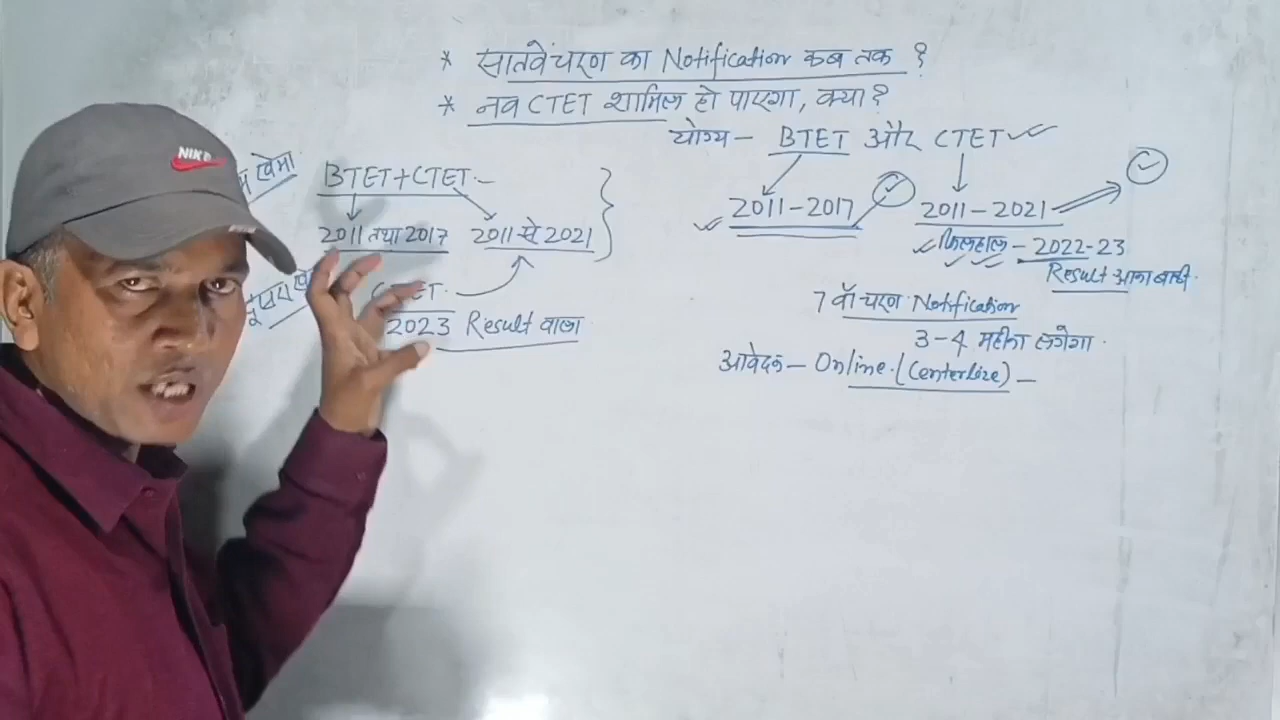 * सातवें चरण का Notification कब तक ?
* नव CTET शामिल हो पाएगा, क्या?
योग्य - BTET और CTET
NIKE
खेमा
BTET+CTET
2011 तथा 2017 2011 से 2021
CTET
2023 Result वाला
2011-2017 2011-2021
फिलहाल - 2022-23
Result आना बाकी
7 वाँ चरण Notification
3-4 महीना लगेगा
आवेदन - Online (Centerlize) -